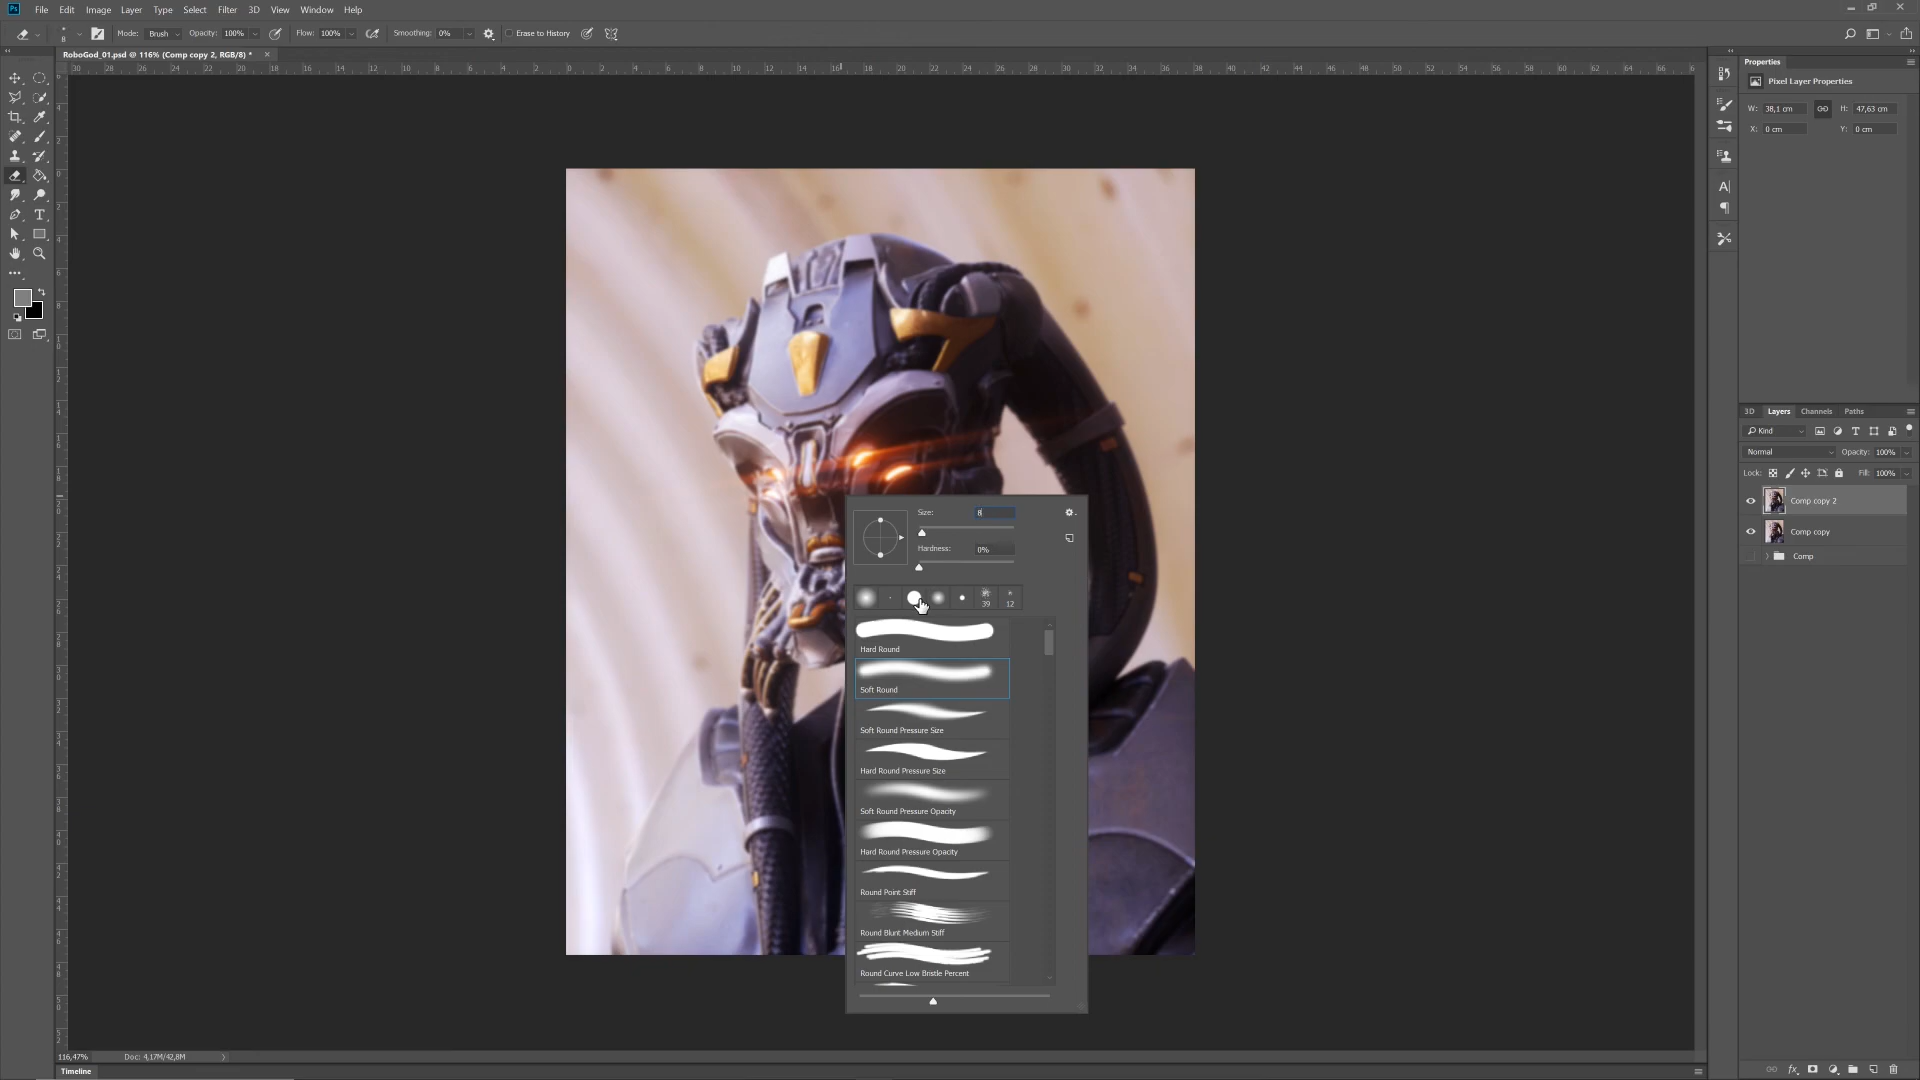 Ps File Edit Image Layer Type Select Filter 3D View Window Help
8 Mode: Brush Opacity: 100% Flow: 100% Smoothing: 0% Erase to History
RoboGod_01.psd @ 116% (Comp copy 2, RGB/8) *
Properties
Pixel Layer Properties
W: 38,1 cm H: 47,63 cm
X: 0 cm Y: 0 cm
3D Layers Channels Paths
Kind
Normal Opacity: 100%
Lock: Fill: 100%
Comp copy 2
Comp copy
Comp
Size: 8
Hardness: 0%
39 12
Hard Round
Soft Round
Soft Round Pressure Size
Hard Round Pressure Size
Soft Round Pressure Opacity
Hard Round Pressure Opacity
Round Point Stiff
Round Blunt Medium Stiff
Round Curve Low Bristle Percent
116,47% Doc: 4,17M/42,8M
Timeline